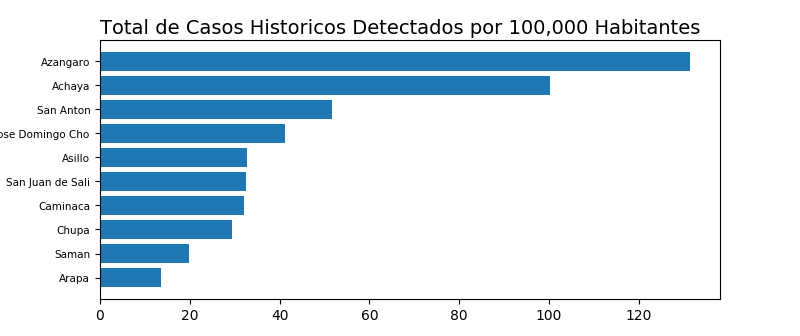 Total de Casos Historicos Detectados por 100,000 Habitantes
Azangaro
Achaya
San Anton
ose Domingo Cho
Asillo
San Juan de Sali
Caminaca
Chupa
Saman
Arapa
0 20 40 60 80 100 120